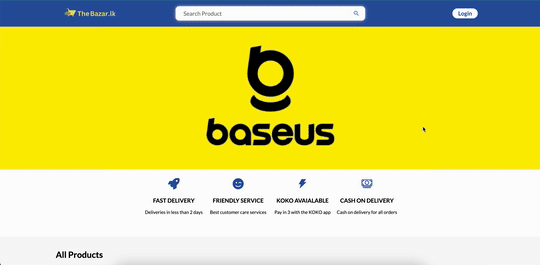 TheBazar.lk
Search Product
Login
baseus
FAST DELIVERY
Deliveries in less than 2 days
FRIENDLY SERVICE
Best customer care services
KOKO AVAIALABLE
Pay in 3 with the KOKO app
CASH ON DELIVERY
Cash on delivery for all orders
All Products